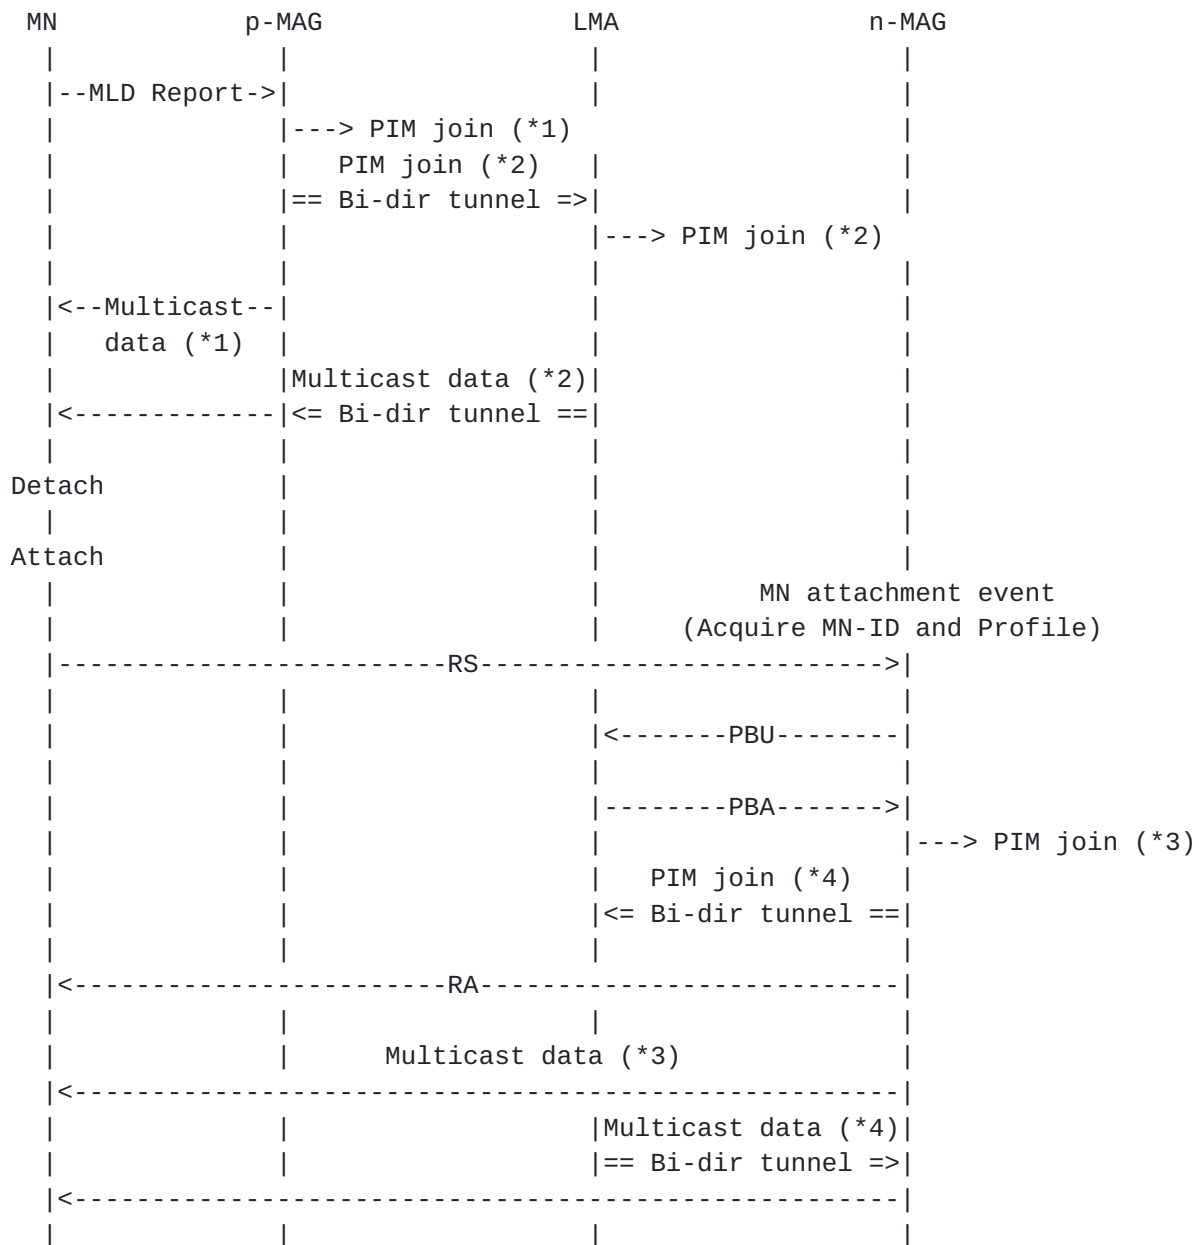 MN            p-MAG                LMA                n-MAG
   |              |                   |                   |
   |--MLD Report->|                   |                   |
   |              |---> PIM join (*1)                     |
   |              |   PIM join (*2)   |                   |
   |              |== Bi-dir tunnel =>|                   |
   |              |                   |---> PIM join (*2)
   |              |                   |                   |
   |<--Multicast--|                   |                   |
   |   data (*1)  |                   |                   |
   |              |Multicast data (*2)|                   |
   |<-------------|<= Bi-dir tunnel ==|                   |
   |              |                   |                   |
Detach            |                   |                   |
   |              |                   |                   |
Attach            |                   |                   |
   |              |                   |          MN attachment event
   |              |                   |     (Acquire MN-ID and Profile)
   |-------------------------RS-------------------------->|
   |              |                   |                   |
   |              |                   |<-------PBU--------|
   |              |                   |                   |
   |              |                   |--------PBA------->|
   |              |                   |                   |---> PIM join (*3)
   |              |                   |   PIM join (*4)   |
   |              |                   |<= Bi-dir tunnel ==|
   |              |                   |                   |
   |<------------------------RA---------------------------|
   |              |                   |                   |
   |              |      Multicast data (*3)              |
   |<-----------------------------------------------------|
   |              |                   |Multicast data (*4)|
   |              |                   |== Bi-dir tunnel =>|
   |<-----------------------------------------------------|
   |              |                   |                   |